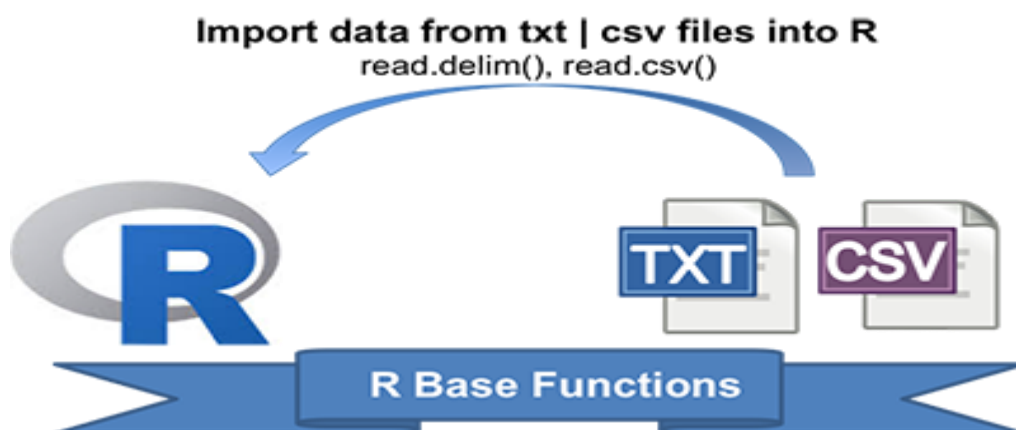 Import data from txt | csv files into R
read.delim(), read.csv()
R
TXT
CSV
R Base Functions